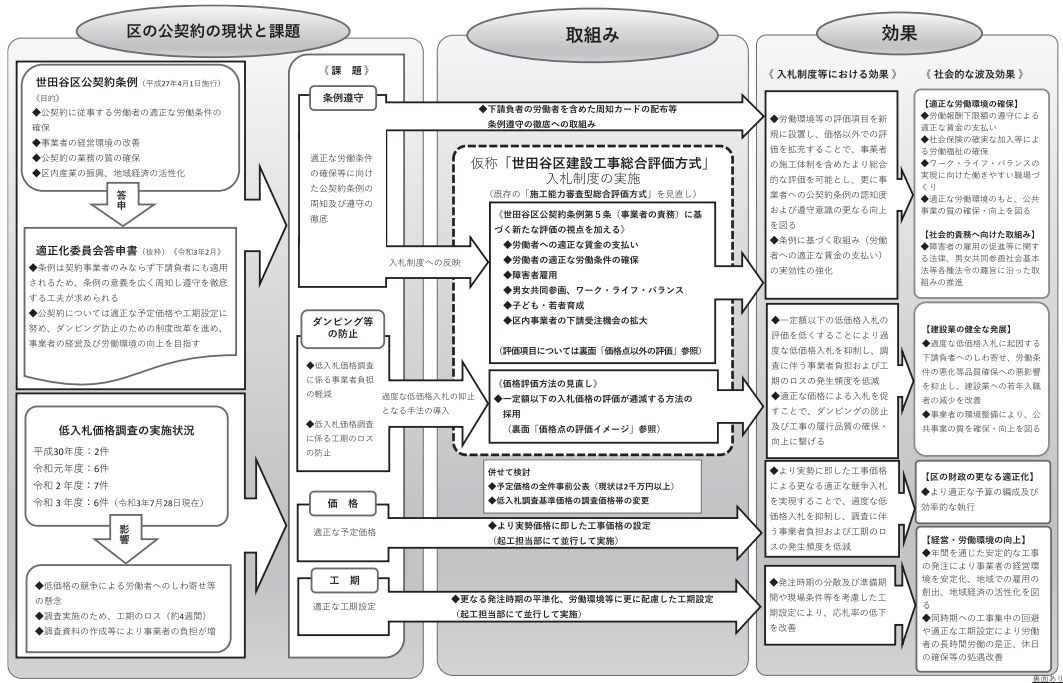 区の公契約の現状と課題
世田谷区公契約条例（平成27年4月1日施行）
《目的》
◆公契約に従事する労働者の適正な労働条件の
確保
◆事業者の経営環境の改善
◆公契約の業務の質の確保
◆区内産業の振興、地域経済の活性化
答申
適正化委員会答申書（抜粋）《令和3年2月》
◆条例は契約事業者のみならず下請負者にも適用
されるため、条例の意義を広く周知し遵守を徹底
する工夫が求められる
◆公契約については適正な予定価格や工期設定に
努め、ダンピング防止のための制度改革を進め、
事業者の経営及び労働環境の向上を目指す
低入札価格調査の実施状況
平成30年度：2件
令和元年度：6件
令和２年度：7件
令和３年度：6件（令和3年7月28日現在）
影響
◆低価格の競争による労働者へのしわ寄せ等
の懸念
◆調査実施のため、工期のロス（約4週間）
◆調査資料の作成等により事業者の負担が増
《課　題》
条例遵守
適正な労働条件
の確保等に向け
た公契約条例の
周知及び遵守の
徹底
ダンピング等
の防止
◆低入札価格調査
に係る事業者負担
の軽減
◆低入札価格調査
に係る工期のロス
の防止
価　格
適正な予定価格
工　期
適正な工期設定
取組み
◆下請負者の労働者を含めた周知カードの配布等
条例遵守の徹底への取組み
入札制度への反映
過度な低価格入札の抑止
となる手法の導入
仮称「世田谷区建設工事総合評価方式」
入札制度の実施
（既存の「施工能力審査型総合評価方式」を見直し）
《世田谷区公契約条例第５条（事業者の責務）に基
づく新たな評価の視点を加える》
◆労働者への適正な賃金の支払い
◆労働者の適正な労働条件の確保
◆障害者雇用
◆男女共同参画、ワーク・ライフ・バランス
◆子ども・若者育成
◆区内事業者の下請受注機会の拡大
（評価項目については裏面「価格点以外の評価」参照）
《価格評価方法の見直し》
◆一定額以下の入札価格の評価が逓減する方法の
採用
（裏面「価格点の評価イメージ」参照）
併せて検討
◆予定価格の全件事前公表（現状は2千万円以上）
◆低入札調査基準価格の調査価格帯の変更
◆より実勢価格に即した工事価格の設定
（起工担当部にて並行して実施）
◆更なる発注時期の平準化、労働環境等に更に配慮した工期設定
（起工担当部にて並行して実施）
効果
《 入札制度等における効果 》
◆労働環境等の評価項目を新
規に設置し、価格以外での評
価を拡充することで、事業者
の施工体制を含めたより総合
的な評価を可能とし、更に事
業者への公契約条例の認知度
および遵守意識の更なる向上
を図る
◆条例に基づく取組み（労働
者への適正な賃金の支払い）
の実効性の強化
◆一定額以下の低価格入札の
評価を低くすることにより過
度な低価格入札を抑制し、調
査に伴う事業者負担および工
期のロスの発生頻度を低減
◆適正な価格による入札を促
すことで、ダンピングの防止
及び工事の履行品質の確保・
向上に繋げる
◆より実勢に即した工事価格
による更なる適正な競争入札
を実現することで、過度な低
価格入札を抑制し、調査に伴
う事業者負担および工期のロ
スの発生頻度を低減
◆発注時期の分散及び準備期
間や現場条件等を考慮した工
期設定により、応札率の低下
を改善
《 社会的な波及効果 》
【適正な労働環境の確保】
◆労働報酬下限額の遵守による
適正な賃金の支払い
◆社会保険の確実な加入等によ
る労働福祉の確保
◆ワーク・ライフ・バランスの
実現に向けた働きやすい職場づ
くり
◆適正な労働環境のもと、公共
事業の質の確保・向上を図る
【社会的責務へ向けた取組み】
◆障害者の雇用の促進等に関す
る法律、男女共同参画社会基本
法等各種法令の趣旨に沿った取
組みの推進
【建設業の健全な発展】
◆過度な低価格入札に起因する
下請負者へのしわ寄せ、労働条
件の悪化等品質確保への悪影響
を抑止し、建設業への若年入職
者の減少を改善
◆事業者の環境整備により、公
共事業の質を確保・向上を図る
【区の財政の更なる適正化】
◆より適正な予算の編成及び
効率的な執行
【経営・労働環境の向上】
◆年間を通じた安定的な工事
の発注により事業者の経営環
境を安定化、地域での雇用の
創出、地域経済の活性化を図
る
◆同時期への工事集中の回避
や適正な工期設定により労働
者の長時間労働の是正、休日
の確保等の処遇改善
裏面あり